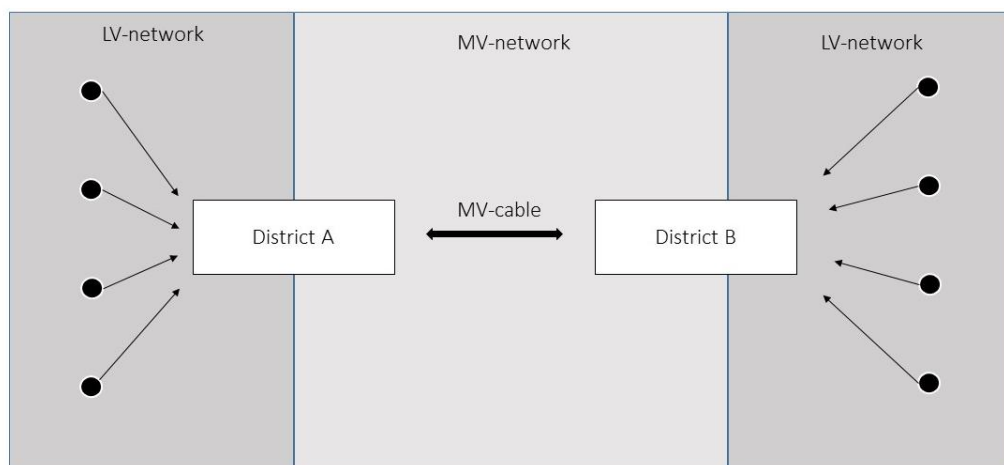 LV-network
MV-network
LV-network
MV-cable
District A
District B